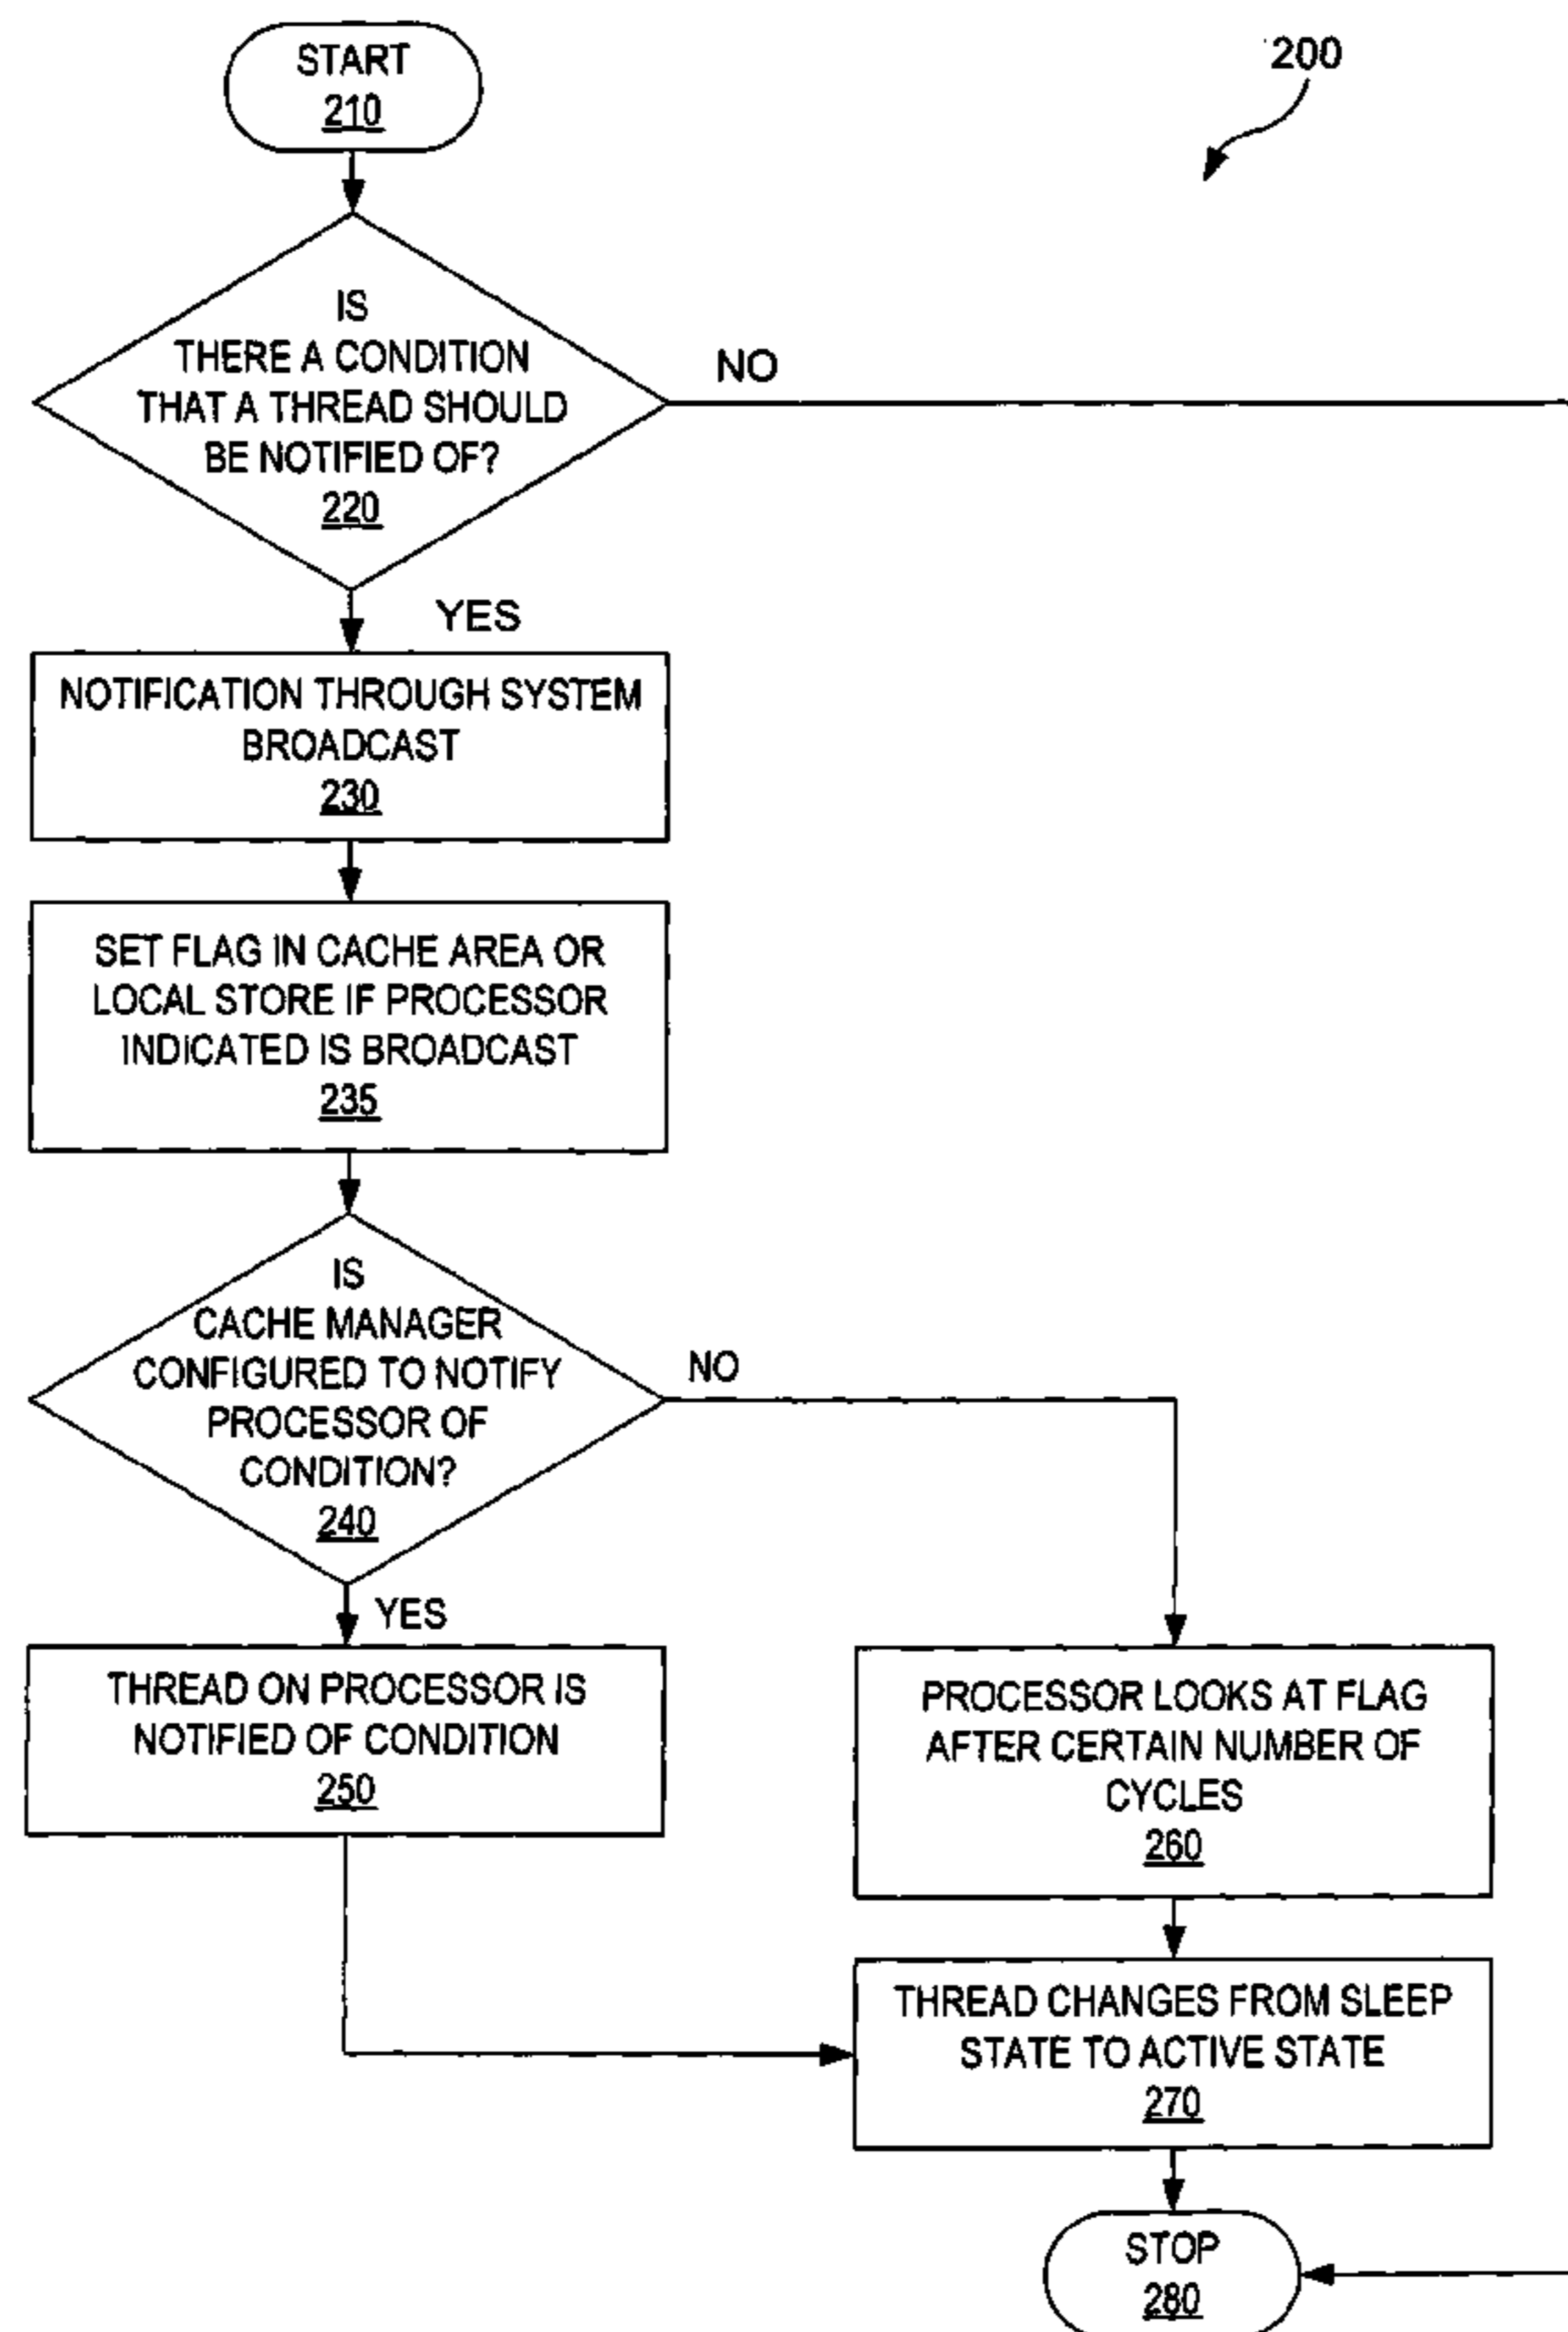 START
210
200
IS
THERE A CONDITION
THAT A THREAD SHOULD
BE NOTIFIED OF?
220
NO
YES
NOTIFICATION THROUGH SYSTEM
BROADCAST
230
SET FLAG IN CACHE AREA OR
LOCAL STORE IF PROCESSOR
INDICATED IS BROADCAST
235
IS
CACHE MANAGER
CONFIGURED TO NOTIFY
PROCESSOR OF
CONDITION?
240
NO
YES
THREAD ON PROCESSOR IS
NOTIFIED OF CONDITION
250
PROCESSOR LOOKS AT FLAG
AFTER CERTAIN NUMBER OF
CYCLES
260
THREAD CHANGES FROM SLEEP
STATE TO ACTIVE STATE
270
STOP
280